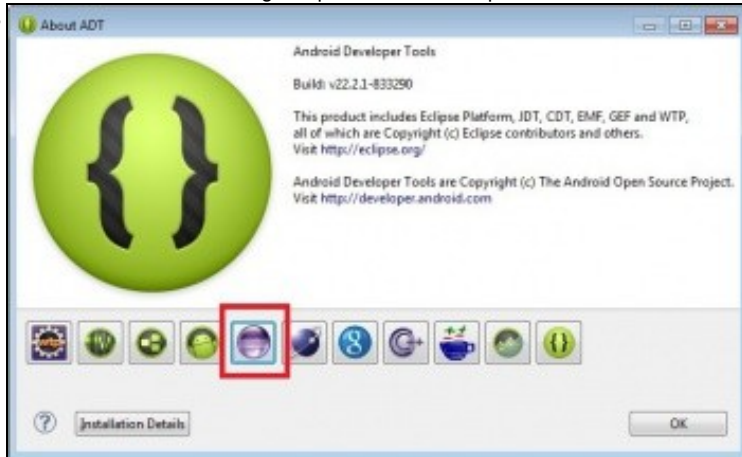 About ADT
Android Developer Tools
Build: v22.2.1-833290
This product includes Eclipse Platform, JDT, CDT, EMF, GEF and WTP,
all of which are Copyright (c) Eclipse contributors and others.
Visit http://eclipse.org/
Android Developer Tools are Copyright (c) The Android Open Source Project.
Visit http://developer.android.com
wtp
Installation Details
OK